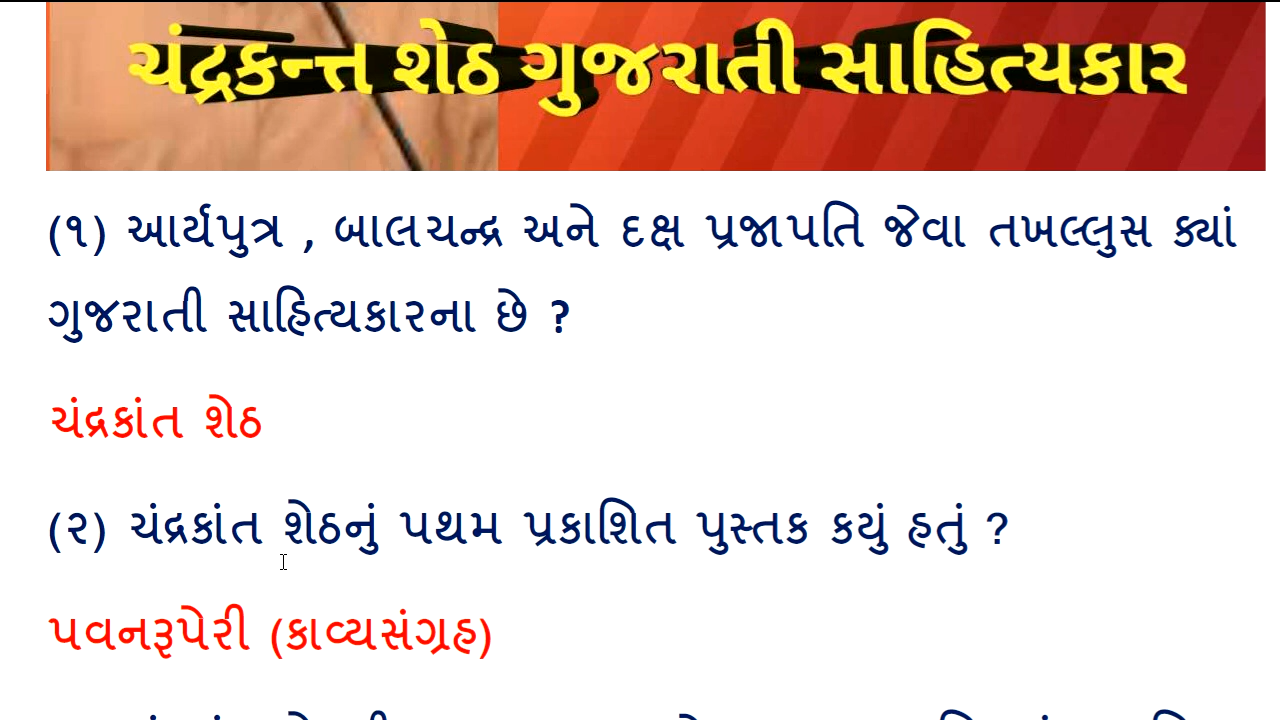 ચંદ્રકન્ત શેઠ ગુજરાતી સાહિત્યકાર
(૧) આર્યપુત્ર , બાલચન્દ્ર અને દક્ષ પ્રજાપતિ જેવા તખલ્લુસ ક્યાં
ગુજરાતી સાહિત્યકારના છે ?
ચંદ્રકાંત શેઠ
(૨) ચંદ્રકાંત શેઠનું પથમ પ્રકાશિત પુસ્તક કયું હતું ?
પવનરૂપેરી (કાવ્યસંગ્રહ)